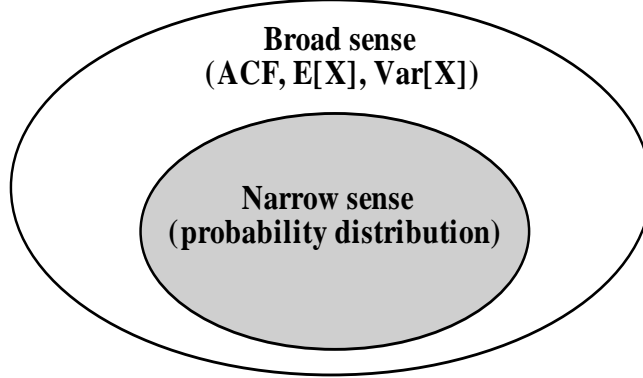 Broad sense
(ACF, E[X], Var[X])
Narrow sense
(probability distribution)